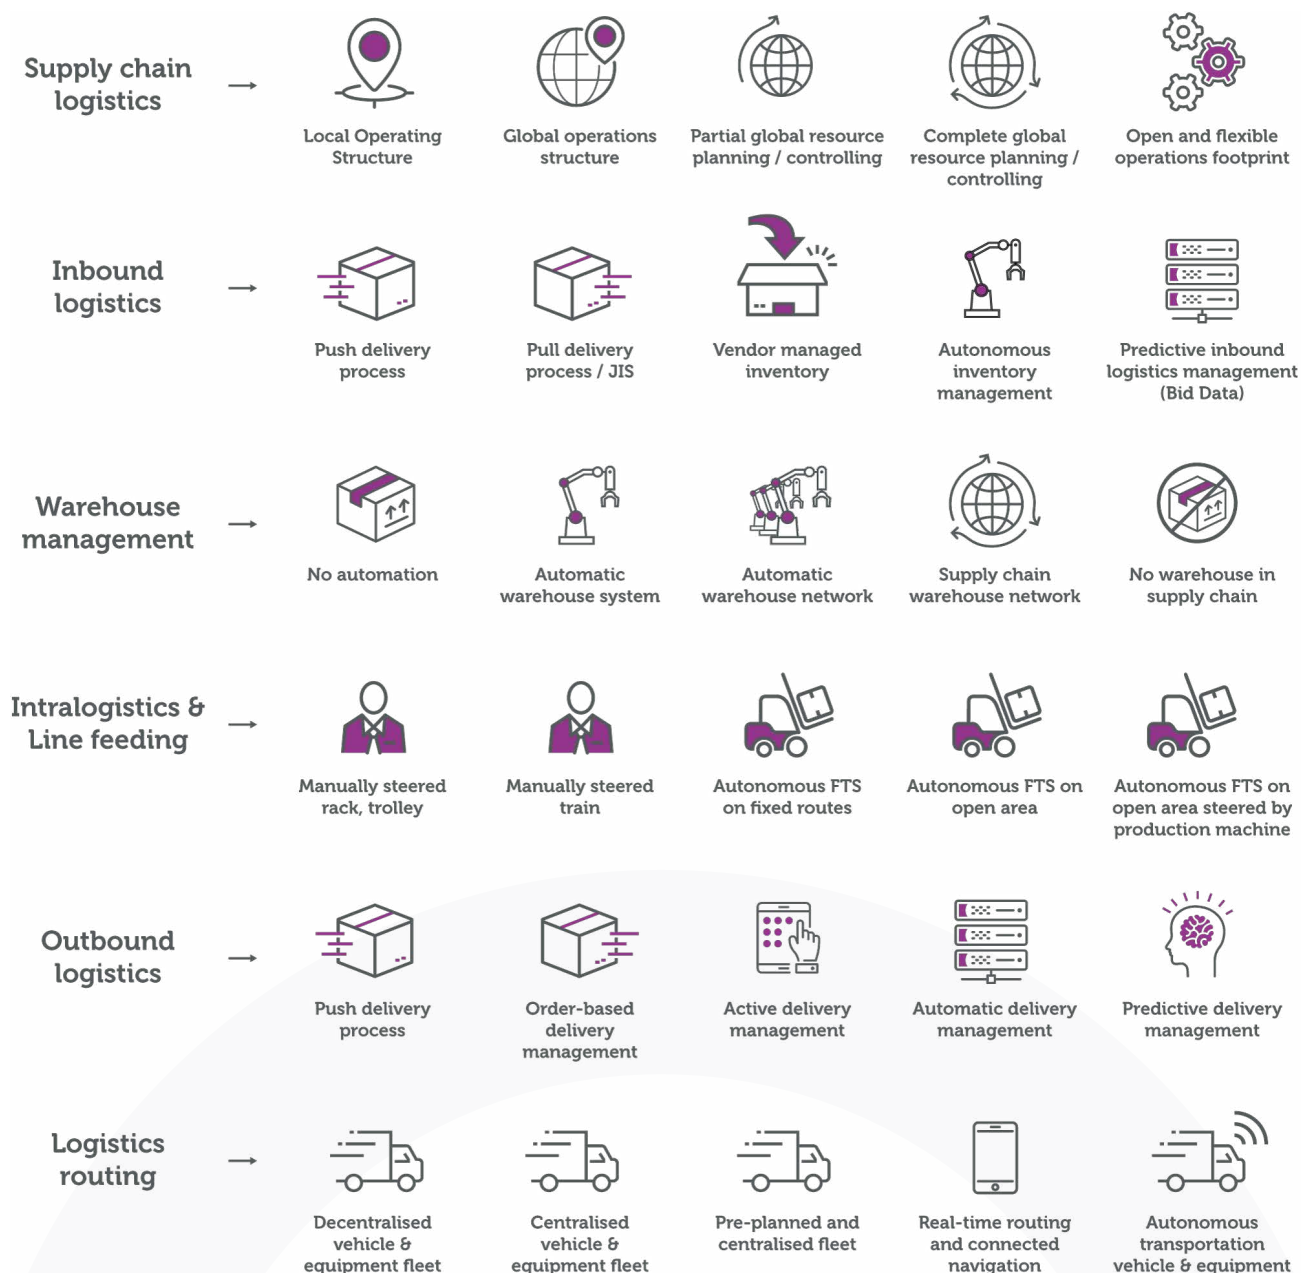 Supply chain
logistics
Local Operating
Structure
Global operations
structure
Partial global resource
planning / controlling
Complete global
resource planning /
controlling
Open and flexible
operations footprint
Inbound
logistics
Push delivery
process
Pull delivery
process / JIS
Vendor managed
inventory
Autonomous
inventory
management
Predictive inbound
logistics management
(Bid Data)
Warehouse
management
No automation
Automatic
warehouse system
Automatic
warehouse network
Supply chain
warehouse network
No warehouse in
supply chain
Intralogistics &
Line feeding
Manually steered
rack, trolley
Manually steered
train
Autonomous FTS
on fixed routes
Autonomous FTS on
open area
Autonomous FTS on
open area steered by
production machine
Outbound
logistics
Push delivery
process
Order-based
delivery
management
Active delivery
management
Automatic delivery
management
Predictive delivery
management
Logistics
routing
Decentralised
vehicle &
equipment fleet
Centralised
vehicle &
equipment fleet
Pre-planned and
centralised fleet
Real-time routing
and connected
navigation
Autonomous
transportation
vehicle & equipment